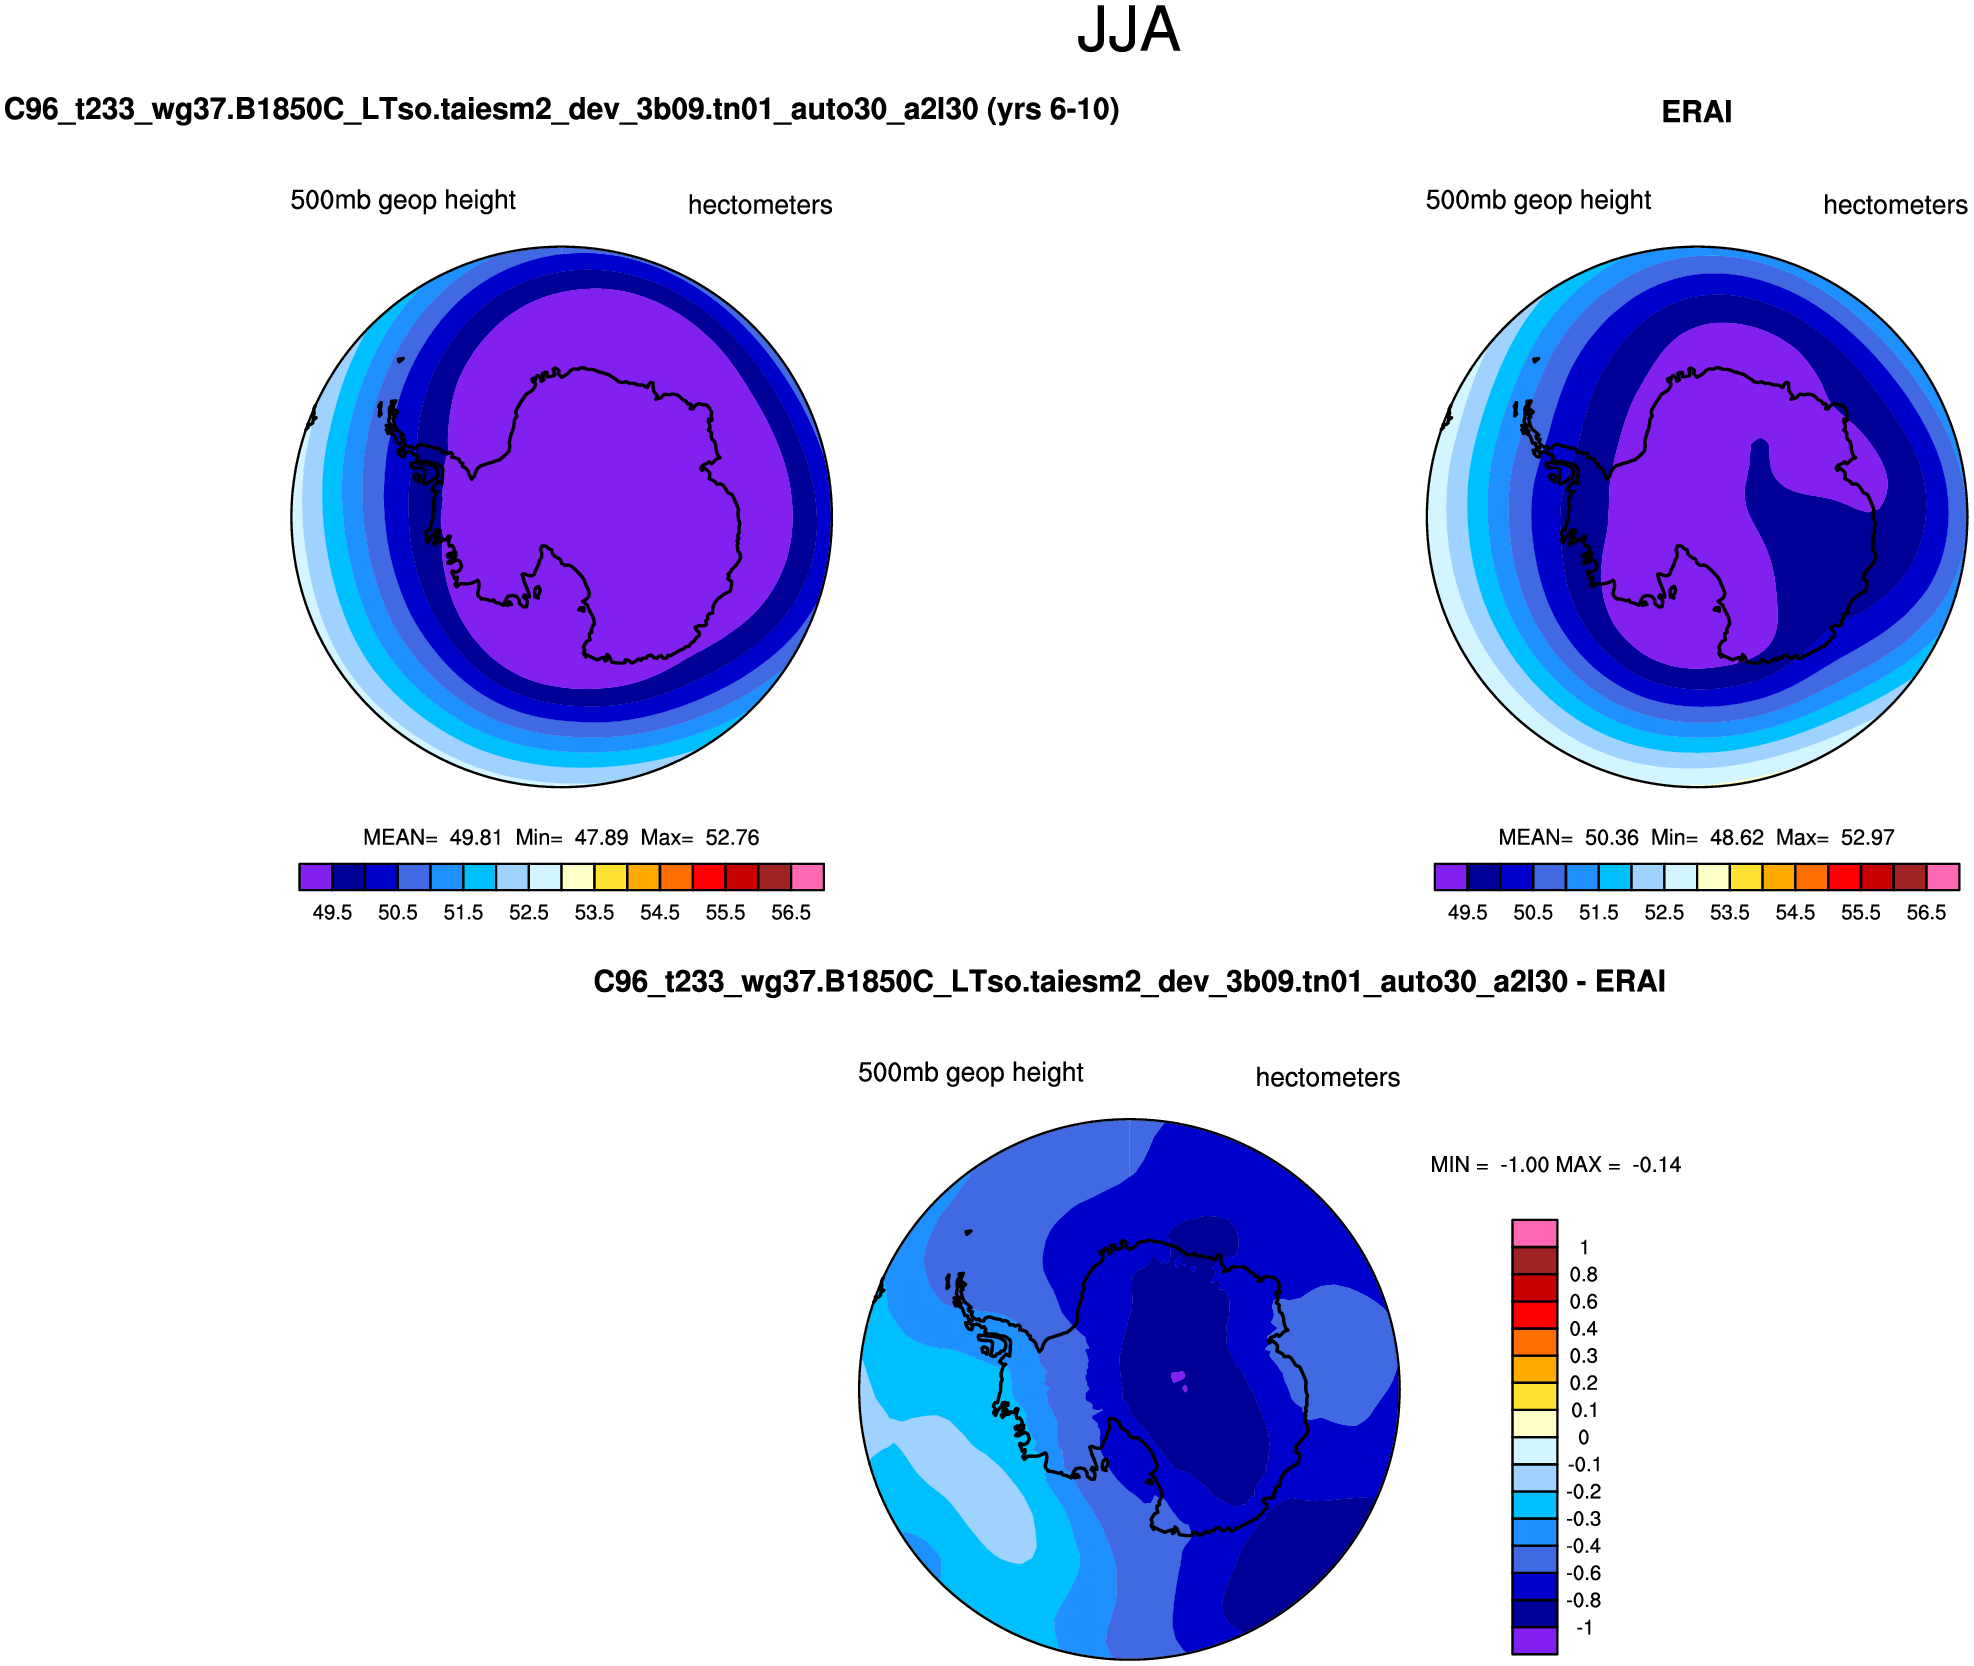 JJA
C96_t233_wg37.B1850C_LTso.taiesm2_dev_3b09.tn01_auto30_a2l30 (yrs 6-10)
ERAI
500mb geop height hectometers
500mb geop height hectometers
MEAN= 49.81 Min= 47.89 Max= 52.76
MEAN= 50.36 Min= 48.62 Max= 52.97
49.5 50.5 51.5 52.5 53.5 54.5 55.5 56.5
49.5 50.5 51.5 52.5 53.5 54.5 55.5 56.5
C96_t233_wg37.B1850C_LTso.taiesm2_dev_3b09.tn01_auto30_a2l30 - ERAI
500mb geop height hectometers
MIN = -1.00 MAX = -0.14
1
0.8
0.6
0.4
0.3
0.2
0.1
0
-0.1
-0.2
-0.3
-0.4
-0.6
-0.8
-1